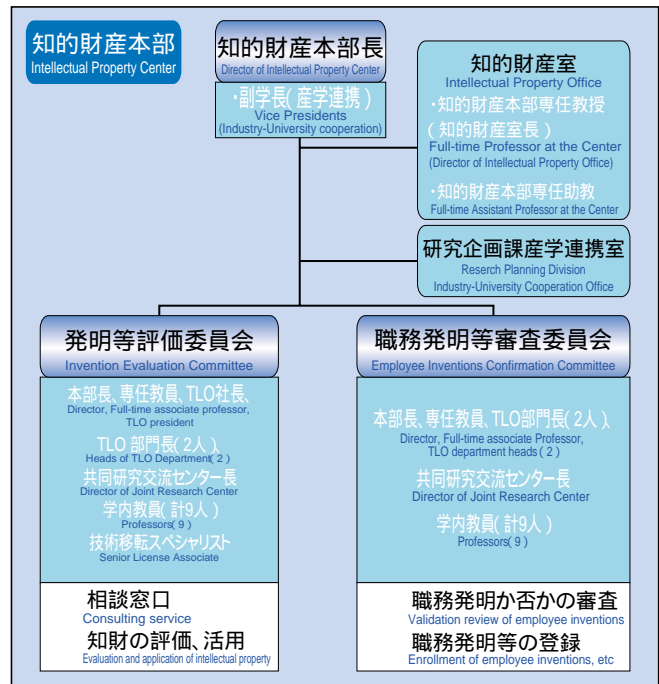 知的財産本部
Intellectual Property Center
知的財産本部長
Director of Intellectual Property Center
・副学長(産学連携)
Vice Presidents
(Industry-University cooperation)
知的財産室
Intellectual Property Office
・知的財産本部専任教授
(知的財産室長)
Full-time Professor at the Center
(Director of Intellectual Property Office)
・知的財産本部専任助教
Full-time Assistant Professor at the Center
研究企画課産学連携室
Reserch Planning Division
Industry-University Cooperation Office
発明等評価委員会
Invention Evaluation Committee
本部長、専任教員、TLO社長、
Director, Full-time associate professor,
TLO president
TLO 部門長(2人)、
Heads of TLO Department(2)
共同研究交流センター長
Director of Joint Research Center
学内教員(計9人)
Professors(9)
技術移転スペシャリスト
Senior License Associate
相談窓口
Consulting service
知財の評価、活用
Evaluation and application of intellectual property
職務発明等審査委員会
Employee Inventions Confirmation Committee
本部長、専任教員、TLO部門長(2人)、
Director, Full-time associate Professor,
TLO department heads(2)
共同研究交流センター長
Director of Joint Research Center
学内教員(計9人)
Professors(9)
職務発明か否かの審査
Validation review of employee inventions
職務発明等の登録
Enrollment of employee inventions, etc